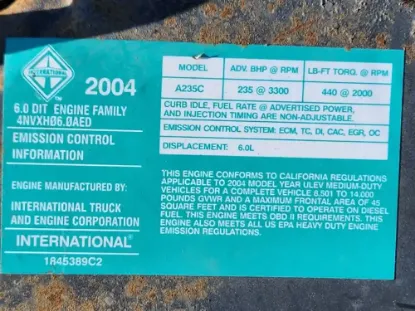 INTERNATIONAL
2004
6.0 DIT ENGINE FAMILY
4NVXH06.0AED
EMISSION CONTROL
INFORMATION
ENGINE MANUFACTURED BY:
INTERNATIONAL TRUCK
AND ENGINE CORPORATION
INTERNATIONAL®
1845389C2
MODEL ADV. BHP @ RPM LB-FT TORQ. @ RPM
A235C 235 @ 3300 440 @ 2000
CURB IDLE, FUEL RATE @ ADVERTISED POWER,
AND INJECTION TIMING ARE NON-ADJUSTABLE.
EMISSION CONTROL SYSTEM: ECM, TC, DI, CAC, EGR, OC
DISPLACEMENT: 6.0L
THIS ENGINE CONFORMS TO CALIFORNIA REGULATIONS
APPLICABLE TO 2004 MODEL YEAR ULEV MEDIUM-DUTY
VEHICLES FOR A COMPLETE VEHICLE 8,501 TO 14,000
POUNDS GVWR AND A MAXIMUM FRONTAL AREA OF 45
SQUARE FEET AND IS CERTIFIED TO OPERATE ON DIESEL
FUEL. THIS ENGINE MEETS OBD II REQUIREMENTS. THIS
ENGINE ALSO MEETS ALL US EPA HEAVY DUTY ENGINE
EMISSION REGULATIONS.